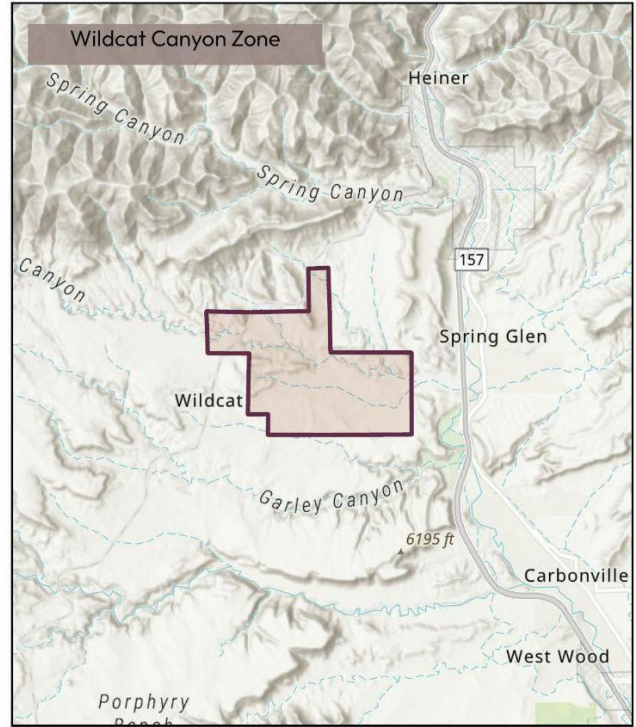 Wildcat Canyon Zone
Heiner
Spring Canyon
Spring Canyon
157
Canyon
Spring Glen
Wildcat
Garley Canyon
6195 ft
Carbonville
West Wood
Porphyry
Bench